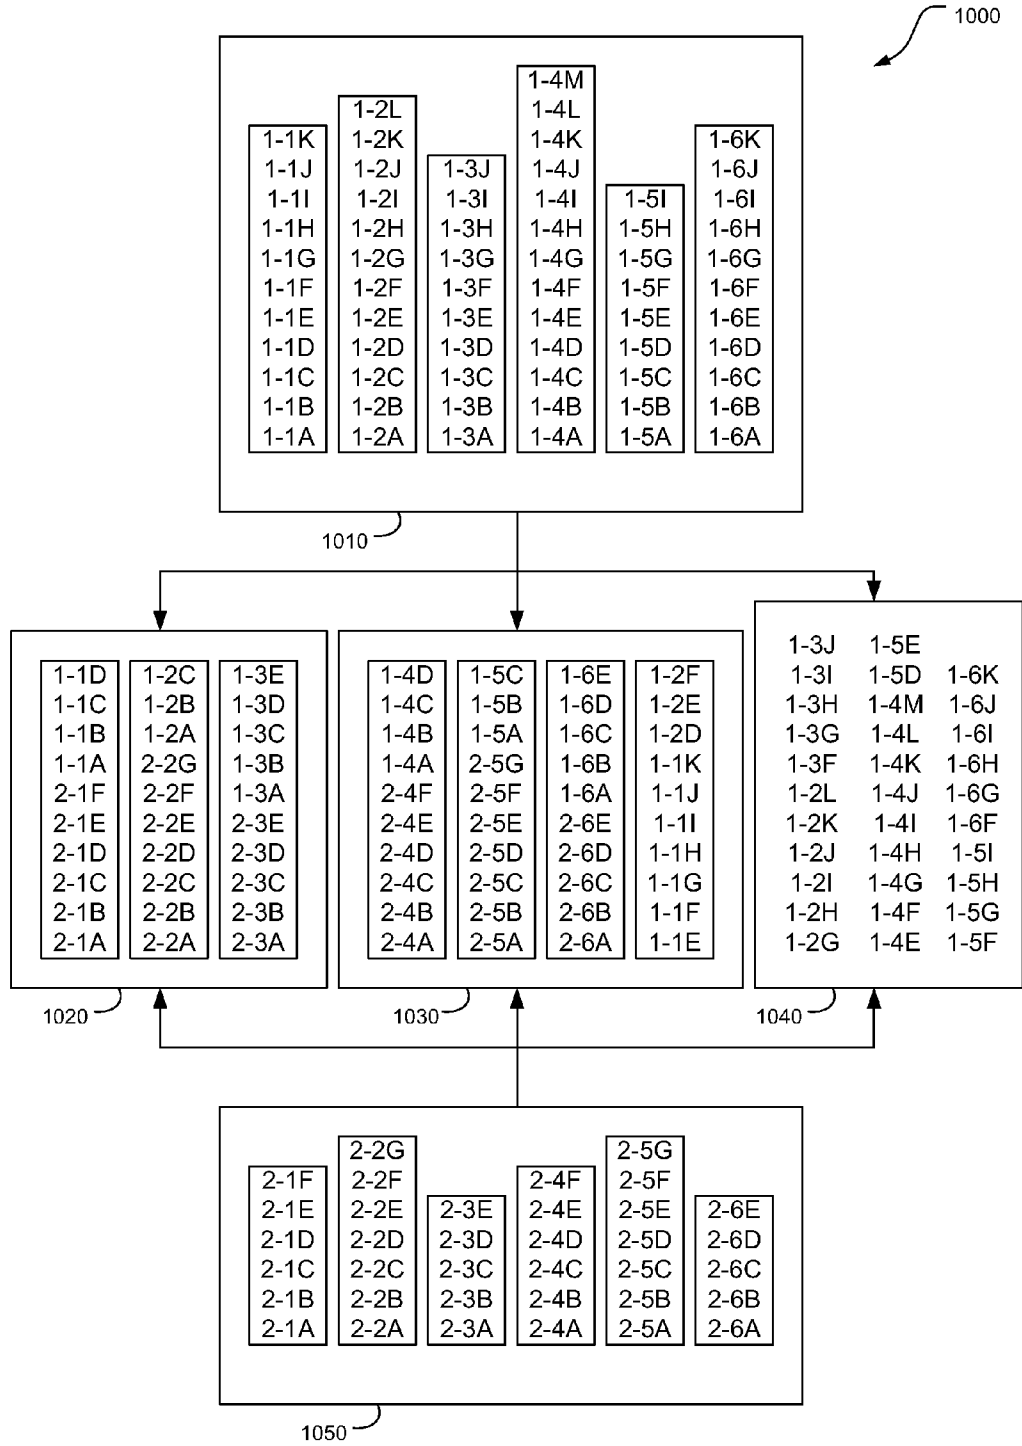 1000
1-4M
1-2L 1-4L
1-1K 1-2K 1-4K 1-6K
1-1J 1-2J 1-3J 1-4J 1-6J
1-1I 1-2I 1-3I 1-4I 1-5I 1-6I
1-1H 1-2H 1-3H 1-4H 1-5H 1-6H
1-1G 1-2G 1-3G 1-4G 1-5G 1-6G
1-1F 1-2F 1-3F 1-4F 1-5F 1-6F
1-1E 1-2E 1-3E 1-4E 1-5E 1-6E
1-1D 1-2D 1-3D 1-4D 1-5D 1-6D
1-1C 1-2C 1-3C 1-4C 1-5C 1-6C
1-1B 1-2B 1-3B 1-4B 1-5B 1-6B
1-1A 1-2A 1-3A 1-4A 1-5A 1-6A
1010
1-3J 1-5E
1-1D 1-2C 1-3E 1-4D 1-5C 1-6E 1-2F 1-3I 1-5D 1-6K
1-1C 1-2B 1-3D 1-4C 1-5B 1-6D 1-2E 1-3H 1-4M 1-6J
1-1B 1-2A 1-3C 1-4B 1-5A 1-6C 1-2D 1-3G 1-4L 1-6I
1-1A 2-2G 1-3B 1-4A 2-5G 1-6B 1-1K 1-3F 1-4K 1-6H
2-1F 2-2F 1-3A 2-4F 2-5F 1-6A 1-1J 1-2L 1-4J 1-6G
2-1E 2-2E 2-3E 2-4E 2-5E 2-6E 1-1I 1-2K 1-4I 1-6F
2-1D 2-2D 2-3D 2-4D 2-5D 2-6D 1-1H 1-2J 1-4H 1-5I
2-1C 2-2C 2-3C 2-4C 2-5C 2-6C 1-1G 1-2I 1-4G 1-5H
2-1B 2-2B 2-3B 2-4B 2-5B 2-6B 1-1F 1-2H 1-4F 1-5G
2-1A 2-2A 2-3A 2-4A 2-5A 2-6A 1-1E 1-2G 1-4E 1-5F
1020 1030 1040
2-2G 2-5G
2-1F 2-2F 2-4F 2-5F
2-1E 2-2E 2-3E 2-4E 2-5E 2-6E
2-1D 2-2D 2-3D 2-4D 2-5D 2-6D
2-1C 2-2C 2-3C 2-4C 2-5C 2-6C
2-1B 2-2B 2-3B 2-4B 2-5B 2-6B
2-1A 2-2A 2-3A 2-4A 2-5A 2-6A
1050